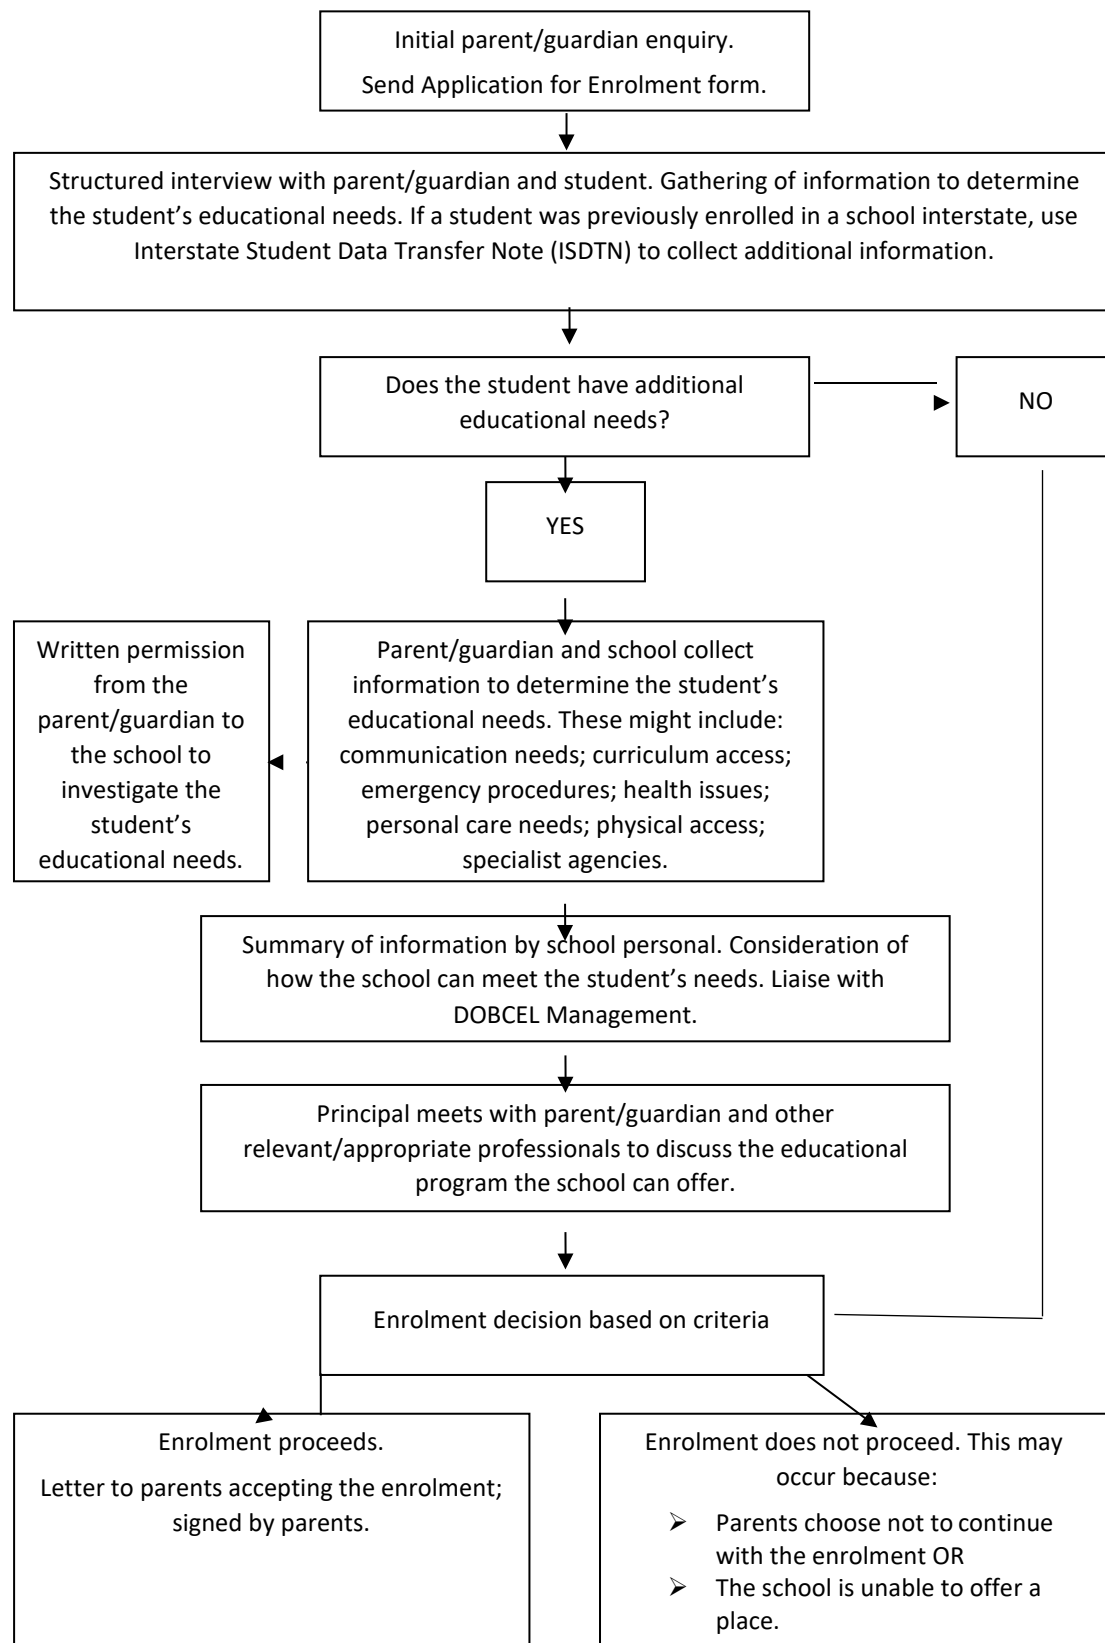 Initial parent/guardian enquiry.
Send Application for Enrolment form.
Structured interview with parent/guardian and student. Gathering of information to determine
the student’s educational needs. If a student was previously enrolled in a school interstate, use
Interstate Student Data Transfer Note (ISDTN) to collect additional information.
Does the student have additional
educational needs?
NO
YES
Written permission
from the
parent/guardian to
the school to
investigate the
student’s
educational needs.
Parent/guardian and school collect
information to determine the student’s
educational needs. These might include:
communication needs; curriculum access;
emergency procedures; health issues;
personal care needs; physical access;
specialist agencies.
Summary of information by school personal. Consideration of
how the school can meet the student’s needs. Liaise with
DOBCEL Management.
Principal meets with parent/guardian and other
relevant/appropriate professionals to discuss the educational
program the school can offer.
Enrolment decision based on criteria
Enrolment proceeds.
Letter to parents accepting the enrolment;
signed by parents.
Enrolment does not proceed. This may
occur because:
➢ Parents choose not to continue
with the enrolment OR
➢ The school is unable to offer a
place.